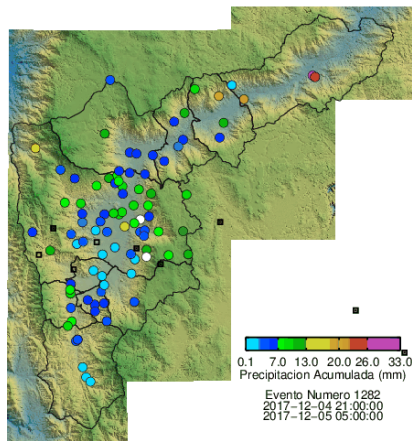 0.1 7.0 13.0 20.0 26.0 33.0
Precipitacion Acumulada (mm)
Evento Numero 1282
2017-12-04 21:00:00
2017-12-05 05:00:00